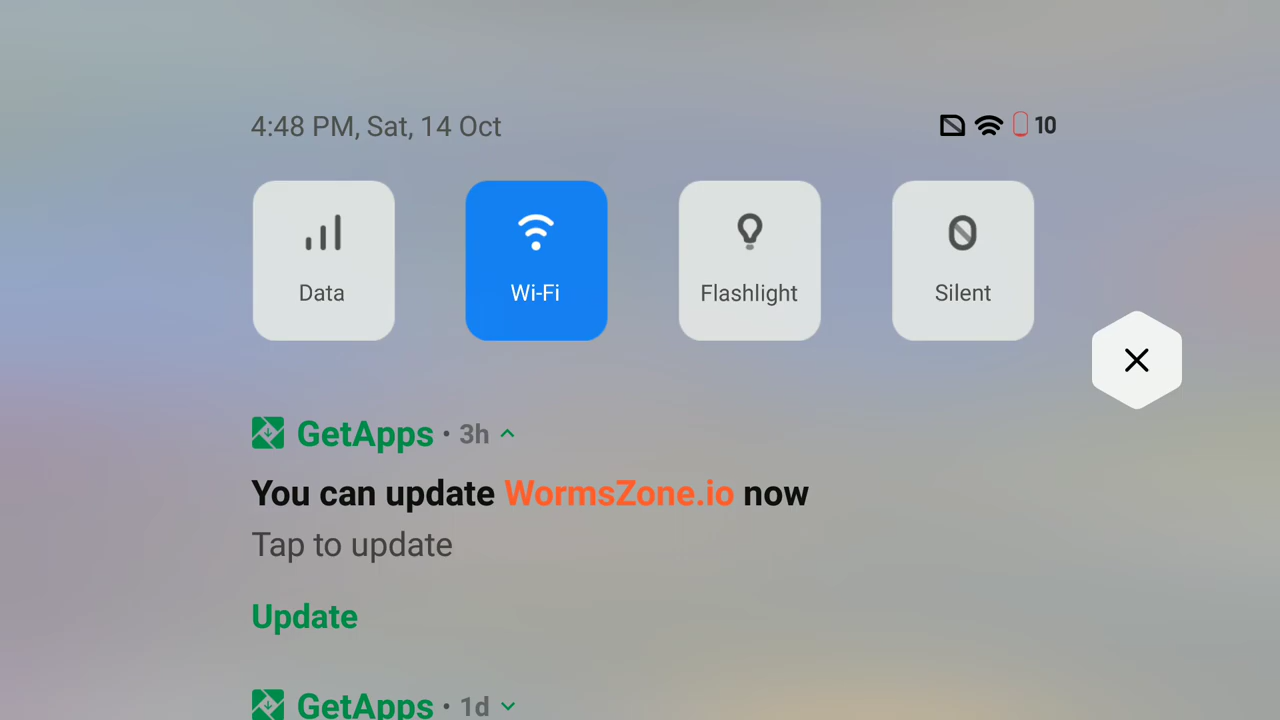 4:48 PM, Sat, 14 Oct 10
Data Wi-Fi Flashlight Silent
GetApps • 3h
You can update WormsZone.io now
Tap to update
Update
GetApps • 1d